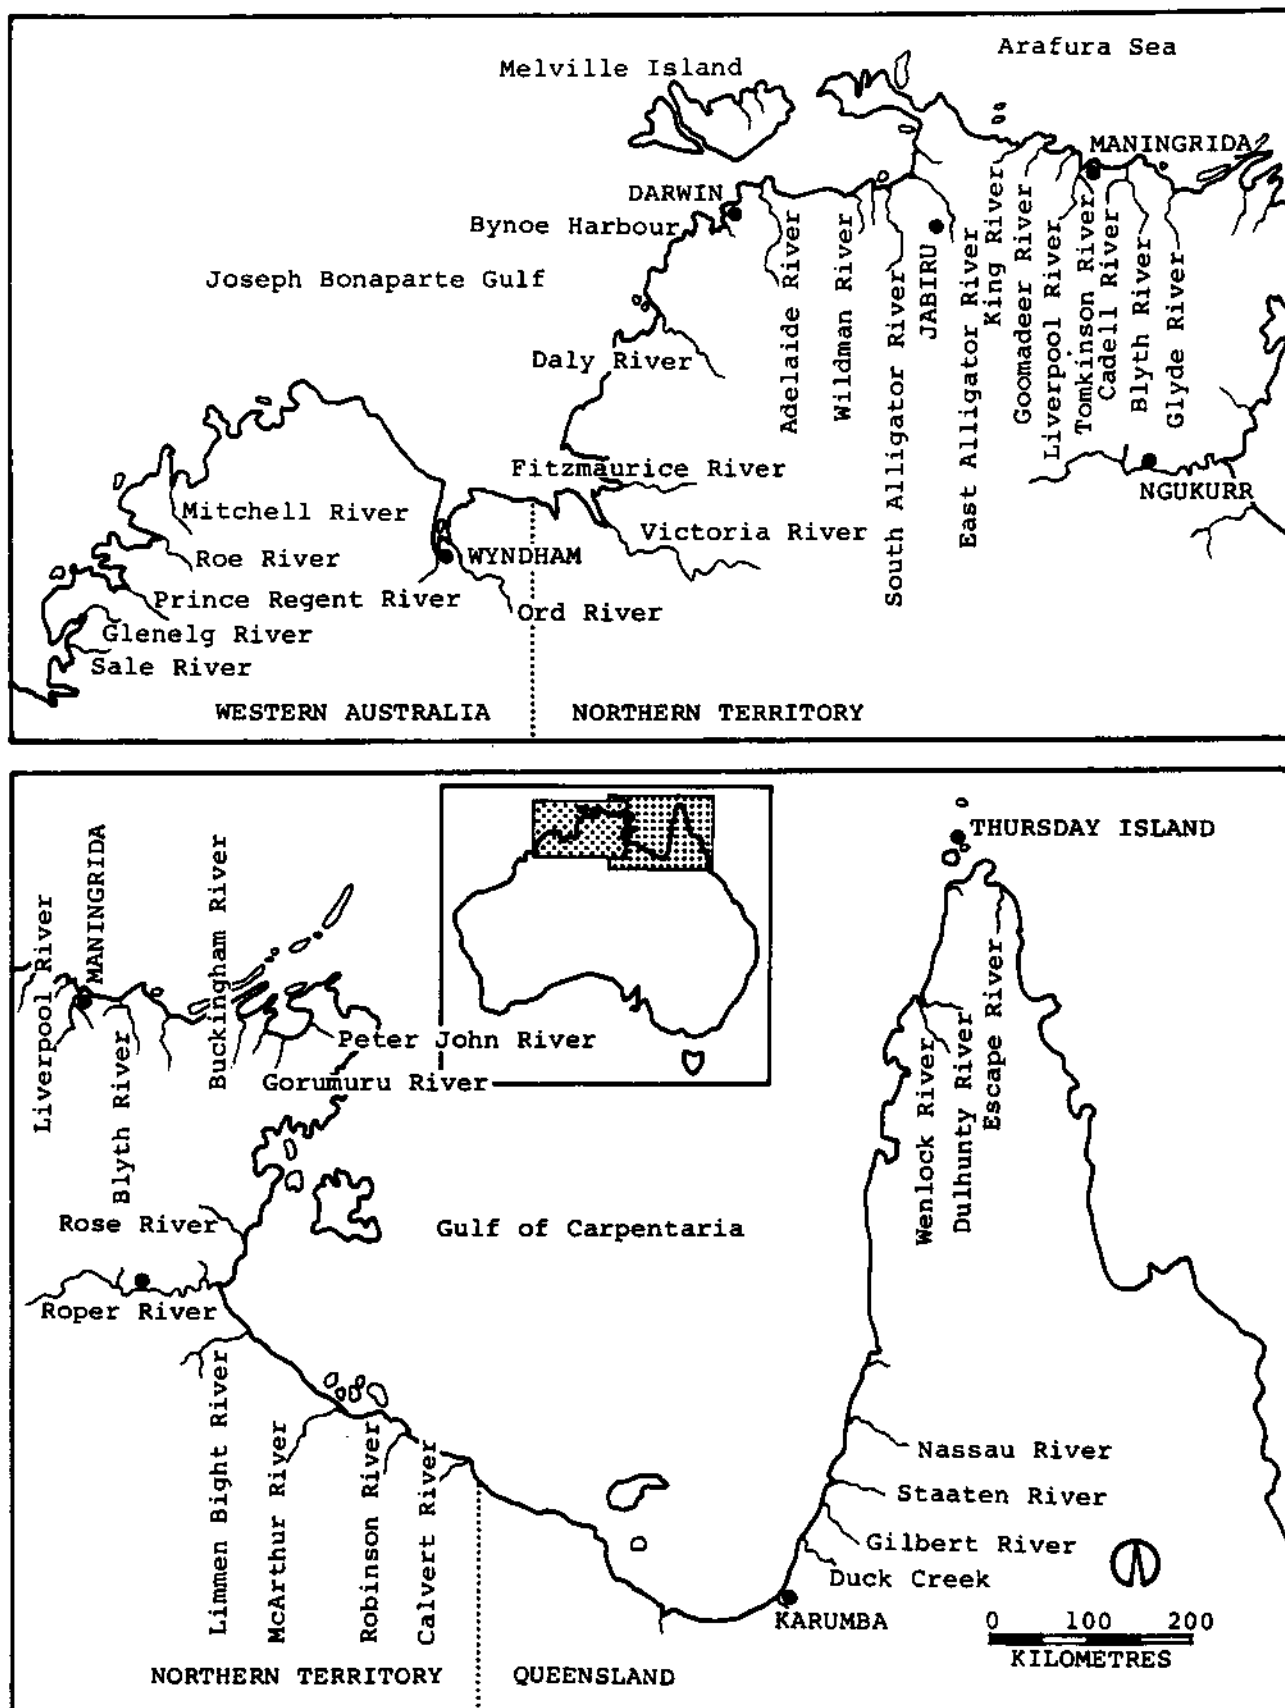 Arafura Sea
Melville Island
MANINGRIDA
DARWIN
Bynoe Harbour
Joseph Bonaparte Gulf
Adelaide River
Wildman River
South Alligator River
JABIRU
East Alligator River
King River
Goomadeer River
Liverpool River
Tomkinson River
Cadell River
Blyth River
Glyde River
Daly River
Fitzmaurice River
NGUKURR
Mitchell River
Victoria River
Roe River
WYNDHAM
Prince Regent River
Ord River
Glenelg River
Sale River
WESTERN AUSTRALIA
NORTHERN TERRITORY
THURSDAY ISLAND
Liverpool River
MANINGRIDA
Blyth River
Buckingham River
Peter John River
Gorumuru River
Wenlock River
Dulhunty River
Escape River
Rose River
Gulf of Carpentaria
Roper River
Limmen Bight River
McArthur River
Robinson River
Calvert River
Nassau River
Staaten River
Gilbert River
Duck Creek
KARUMBA
0 100 200
KILOMETRES
NORTHERN TERRITORY
QUEENSLAND